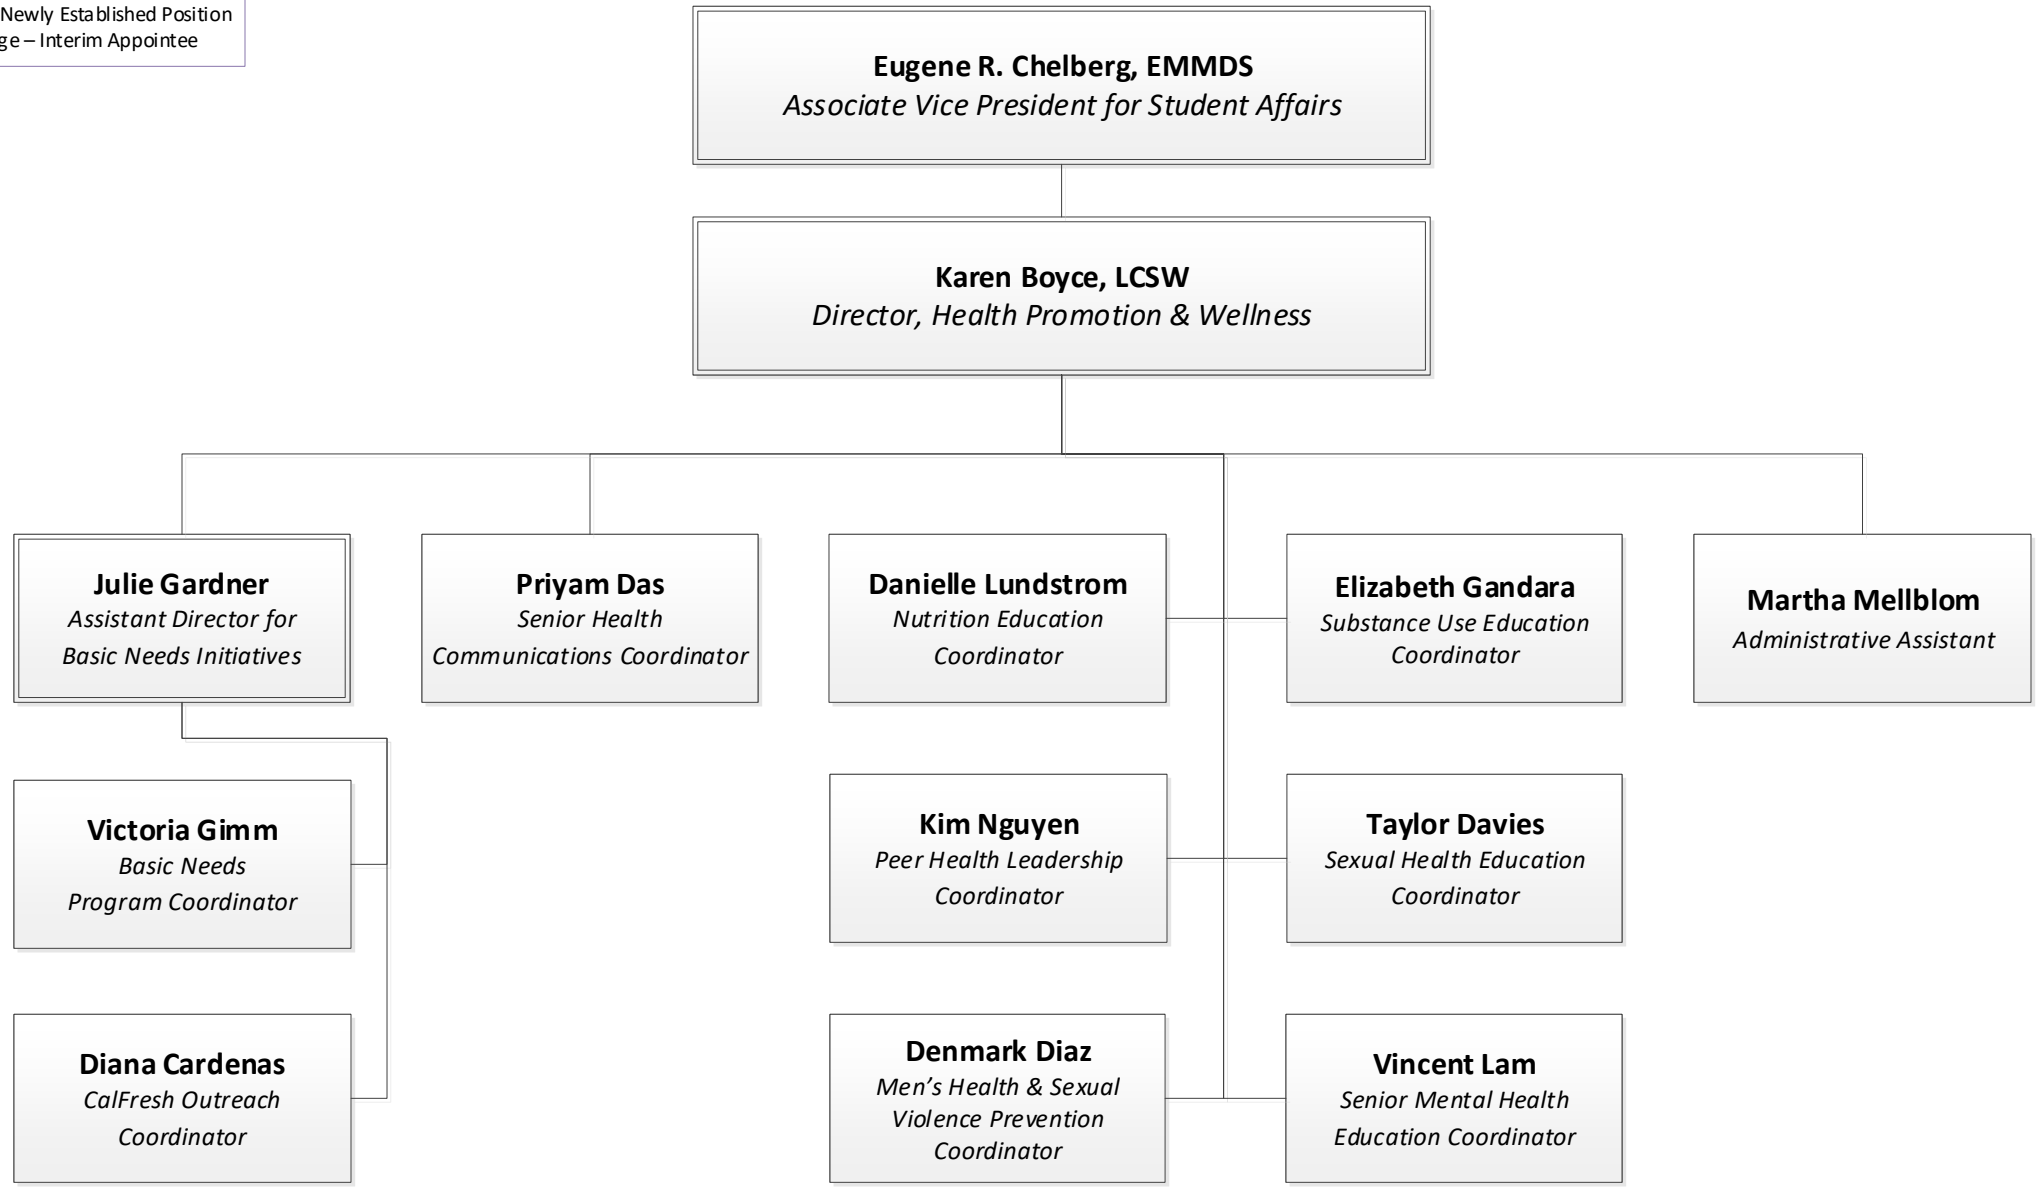 Newly Established Position
– Interim Appointee
Eugene R. Chelberg, EMMDS
Associate Vice President for Student Affairs
Karen Boyce, LCSW
Director, Health Promotion & Wellness
Julie Gardner
Assistant Director for
Basic Needs Initiatives
Priyam Das
Senior Health
Communications Coordinator
Danielle Lundstrom
Nutrition Education
Coordinator
Elizabeth Gandara
Substance Use Education
Coordinator
Martha Mellblom
Administrative Assistant
Victoria Gimm
Basic Needs
Program Coordinator
Kim Nguyen
Peer Health Leadership
Coordinator
Taylor Davies
Sexual Health Education
Coordinator
Diana Cardenas
CalFresh Outreach
Coordinator
Denmark Diaz
Men’s Health & Sexual
Violence Prevention
Coordinator
Vincent Lam
Senior Mental Health
Education Coordinator